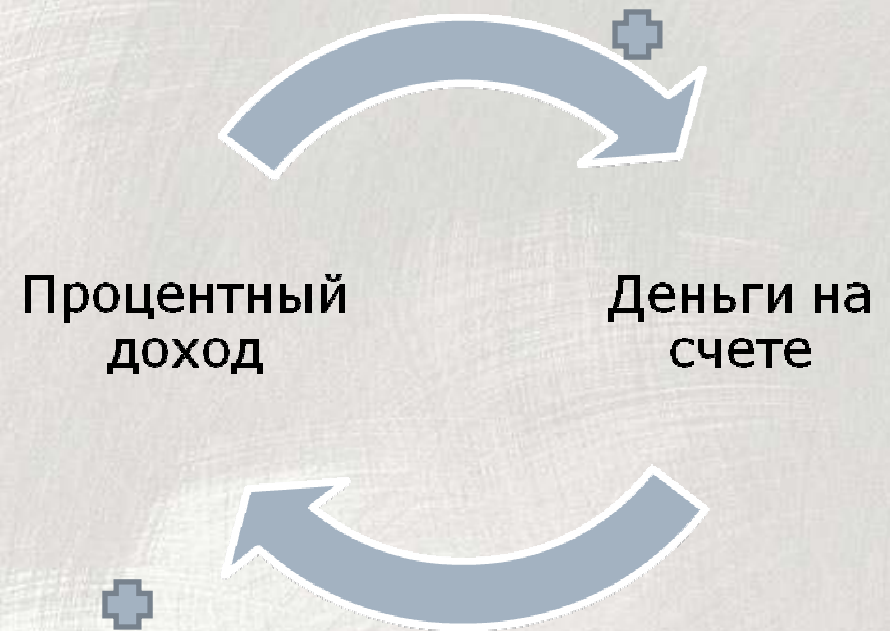 Процентный
доход
Деньги на
счете